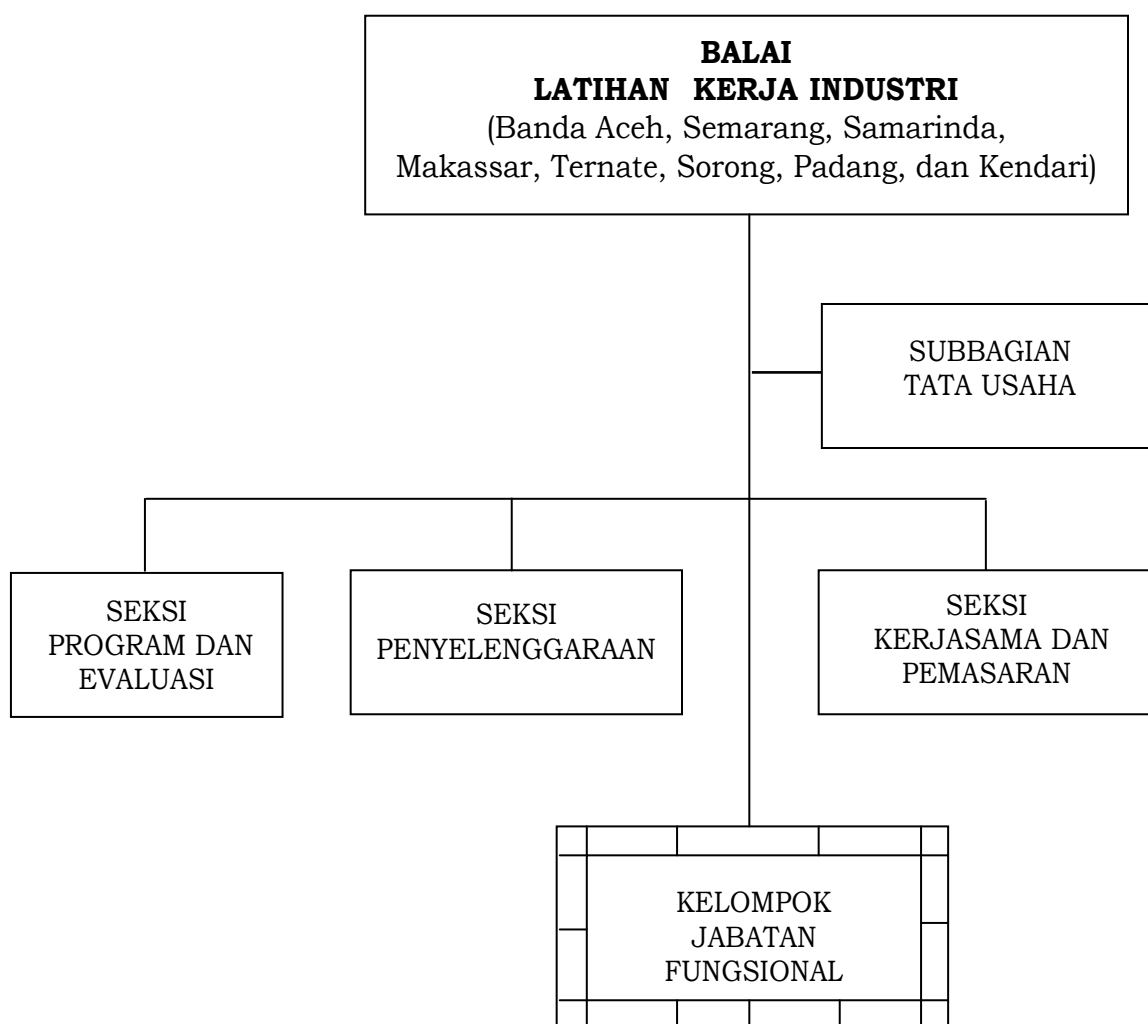 BALAI
LATIHAN KERJA INDUSTRI
(Banda Aceh, Semarang, Samarinda,
Makassar, Ternate, Sorong, Padang, dan Kendari)
SUBBAGIAN
TATA USAHA
SEKSI
PROGRAM DAN
EVALUASI
SEKSI
PENYELENGGARAAN
SEKSI
KERJASAMA DAN
PEMASARAN
KELOMPOK
JABATAN
FUNGSIONAL